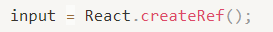 input = React.createRef();